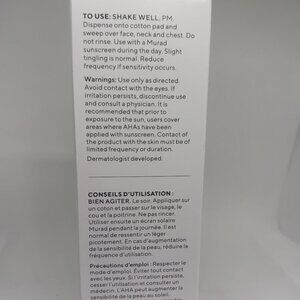 TO USE: SHAKE WELL. PM.
Dispense onto cotton pad and
sweep over face, neck and chest. Do
not rinse. Use with a Murad
sunscreen during the day. Slight
tingling is normal. Reduce
frequency if sensitivity occurs.
Warnings: Use only as directed.
Avoid contact with the eyes. If
irritation persists, discontinue use
and consult a physician. It is
recommended that prior to
exposure to the sun, users cover
areas where AHAs have been
applied with sunscreen. Contact of
the product with the skin must be of
limited frequency or duration.
Dermatologist developed.
CONSEILS D'UTILISATION :
BIEN AGITER. Le soir. Appliquer sur
un coton et passer sur le visage, le
cou et la poitrine. Ne pas rincer.
Utiliser ensuite un écran solaire
Murad pendant la journée. Il est
normal de ressentir un léger
picotement. En cas d'augmentation
de la sensibilité de la peau, réduire la
fréquence d'utilisation.
Précautions d'emploi : Respecter le
mode d'emploi. Éviter tout contact
avec les yeux. Si l'irritation persiste,
cesser l'utilisation et consulter un
médecin. L'AHA peut augmenter la
sensibilité de la peau au soleil